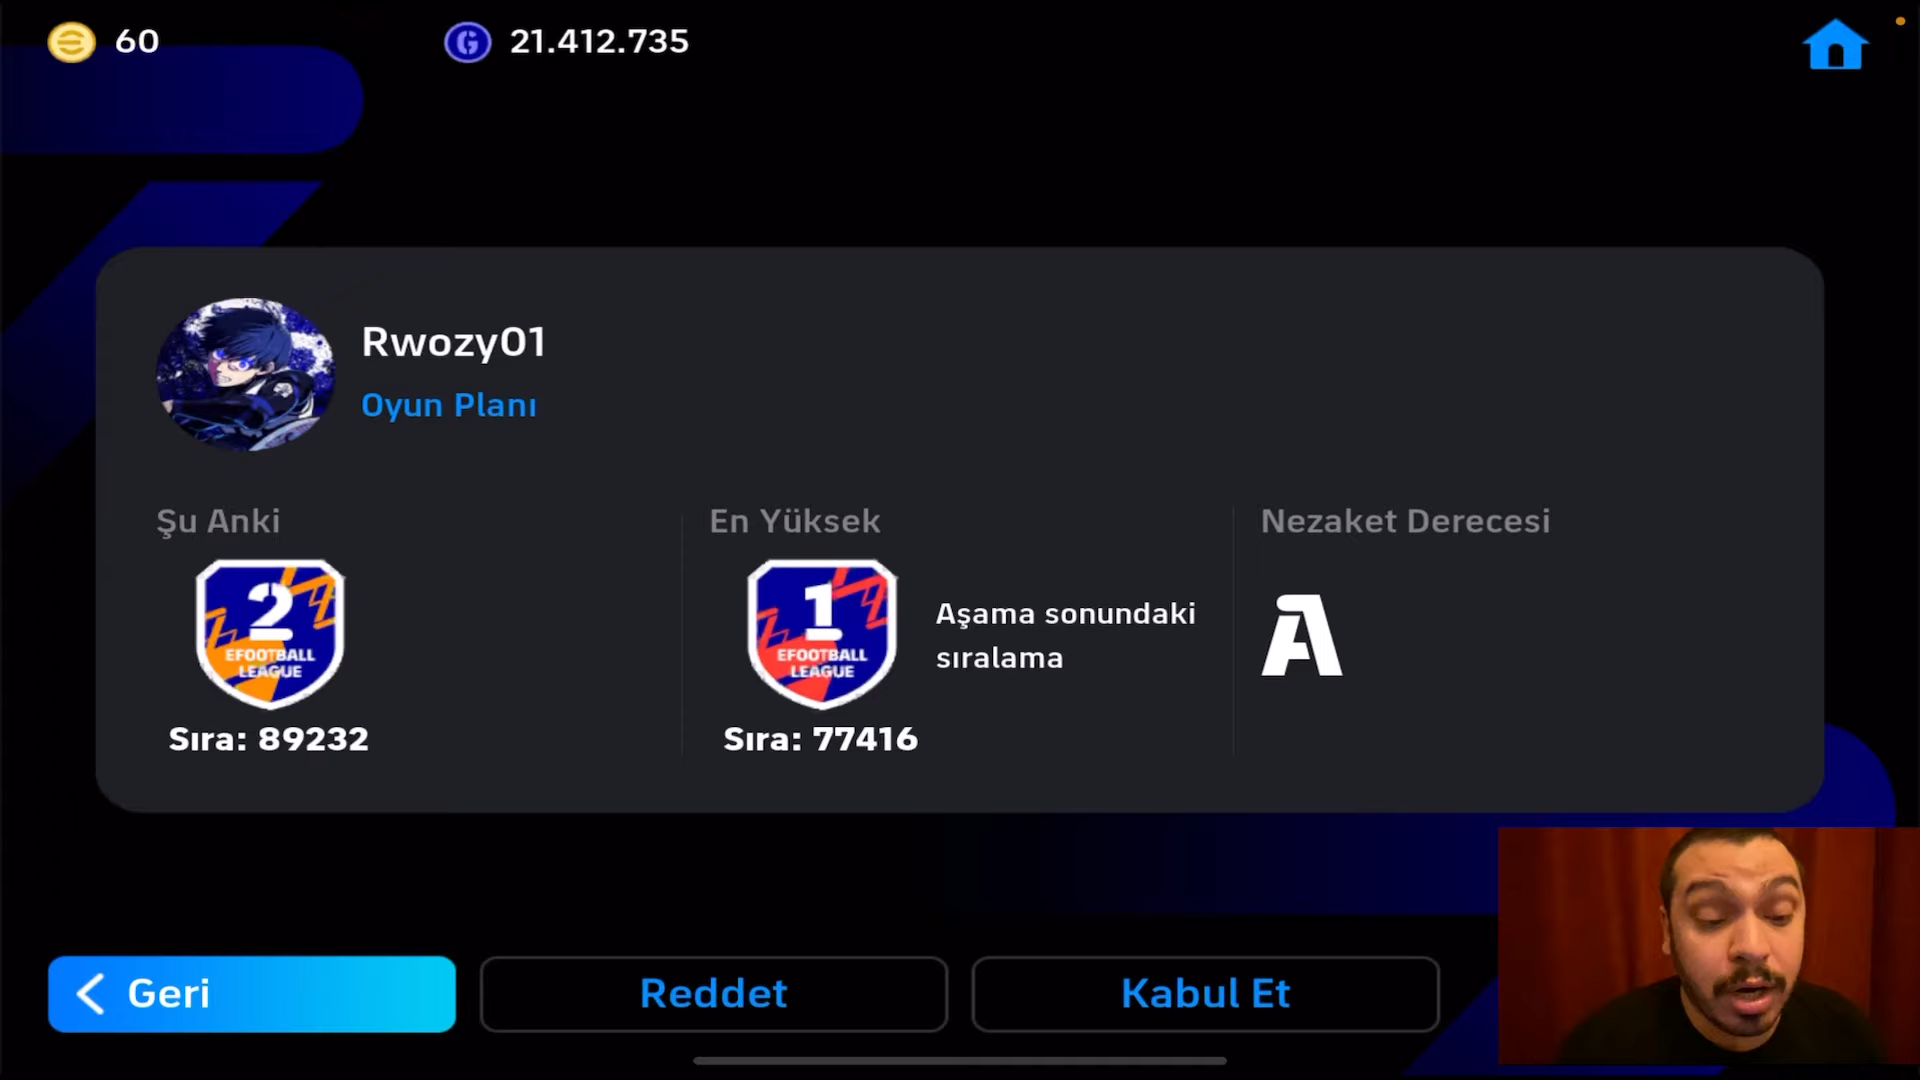 60
21.412.735
Rwozy01
Oyun Planı
Şu Anki
En Yüksek
Nezaket Derecesi
2
EFOOTBALL
LEAGUE
1
EFOOTBALL
LEAGUE
Aşama sonundaki
sıralama
A
Sıra: 89232
Sıra: 77416
Geri
Reddet
Kabul Et